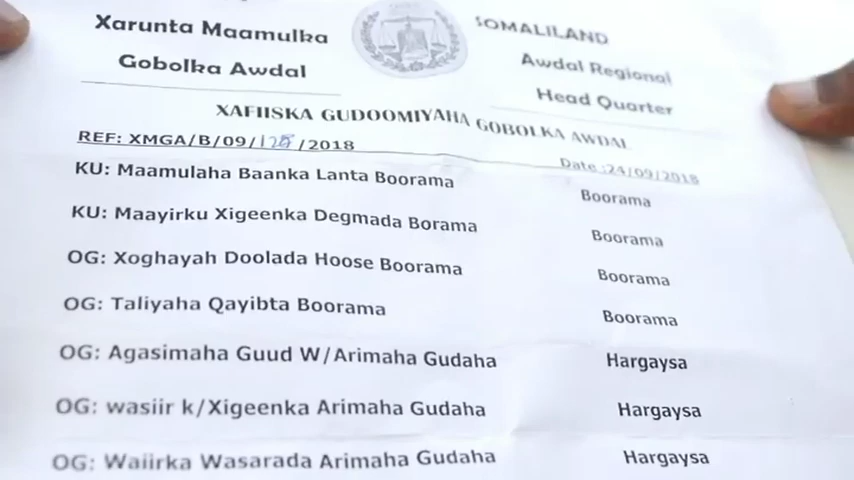 Xarunta Maamulka
Gobolka Awdal
SOMALILAND
Awdal Regional
Head Quarter
XAFIISKA GUDOOMIYAHA GOBOLKA AWDAL
REF: XMGA/B/09/128/2018
Date :24/09/2018
KU: Maamulaha Baanka Lanta Boorama Boorama
KU: Maayirku Xigeenka Degmada Borama Boorama
OG: Xoghayah Doolada Hoose Boorama Boorama
OG: Taliyaha Qayibta Boorama Boorama
OG: Agasimaha Guud W/Arimaha Gudaha Hargaysa
OG: wasiir k/Xigeenka Arimaha Gudaha Hargaysa
OG: Waiirka Wasarada Arimaha Gudaha Hargaysa